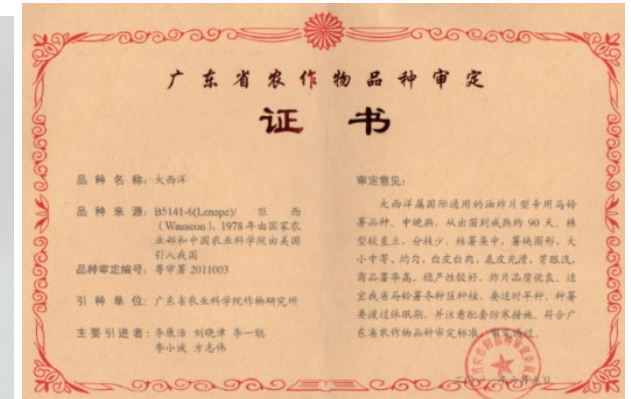 广东省农作物品种审定
证 书
品 种 名 称: 大西洋
品 种 来 源: B5141-6(Lenape)/ 旺 西
(Wauseon)、1978年由国家农
业部和中国农业科学院由美国
引入我国
品种审定编号: 粤审薯 2011003
引 种 单 位: 广东省农业科学院作物研究所
主要引进者: 李康活 刘晓津 李一聪
李小波 方志伟
审定意见:
大西洋属国际通用的油炸片型专用马铃
薯品种。中晚熟,从出苗到成熟约 90 天。株
型较直立,分枝少,结薯集中,薯块圆形,大
小中等、均匀,白皮白肉,表皮光滑,芽眼浅,
商品薯率高,稳产性较好,炸片品质优良。适
宜我省马铃薯冬种区种植,要适时早种,种薯
要渡过休眠期,并注意配套防寒措施。符合广
东省农作物品种审定标准,审定通过。